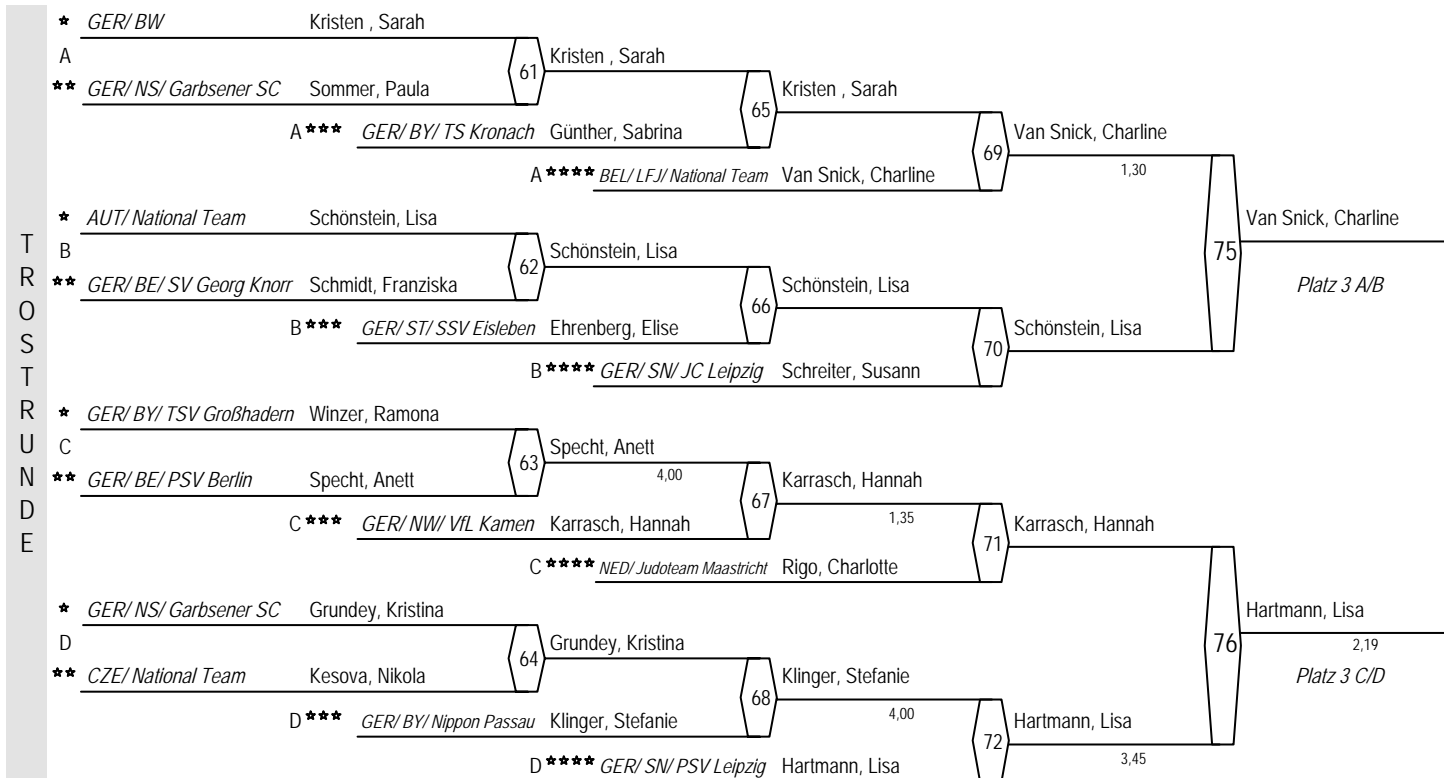 TROSTRUNDE
★ GER/ BW Kristen , Sarah
A
61 Kristen , Sarah
★★ GER/ NS/ Garbsener SC Sommer, Paula
65 Kristen , Sarah
A ★★★ GER/ BY/ TS Kronach Günther, Sabrina
69 Van Snick, Charline
1,30
A ★★★★ BEL/ LFJ/ National Team Van Snick, Charline
★ AUT/ National Team Schönstein, Lisa
75 Van Snick, Charline
Platz 3 A/B
B
62 Schönstein, Lisa
★★ GER/ BE/ SV Georg Knorr Schmidt, Franziska
66 Schönstein, Lisa
B ★★★ GER/ ST/ SSV Eisleben Ehrenberg, Elise
70 Schönstein, Lisa
B ★★★★ GER/ SN/ JC Leipzig Schreiter, Susann
★ GER/ BY/ TSV Großhadern Winzer, Ramona
C
63 Specht, Anett
4,00
★★ GER/ BE/ PSV Berlin Specht, Anett
67 Karrasch, Hannah
1,35
C ★★★ GER/ NW/ VfL Kamen Karrasch, Hannah
71 Karrasch, Hannah
C ★★★★ NED/ Judoteam Maastricht Rigo, Charlotte
★ GER/ NS/ Garbsener SC Grundey, Kristina
76 Hartmann, Lisa
2,19
Platz 3 C/D
D
64 Grundey, Kristina
★★ CZE/ National Team Kesova, Nikola
68 Klinger, Stefanie
4,00
D ★★★ GER/ BY/ Nippon Passau Klinger, Stefanie
72 Hartmann, Lisa
3,45
D ★★★★ GER/ SN/ PSV Leipzig Hartmann, Lisa